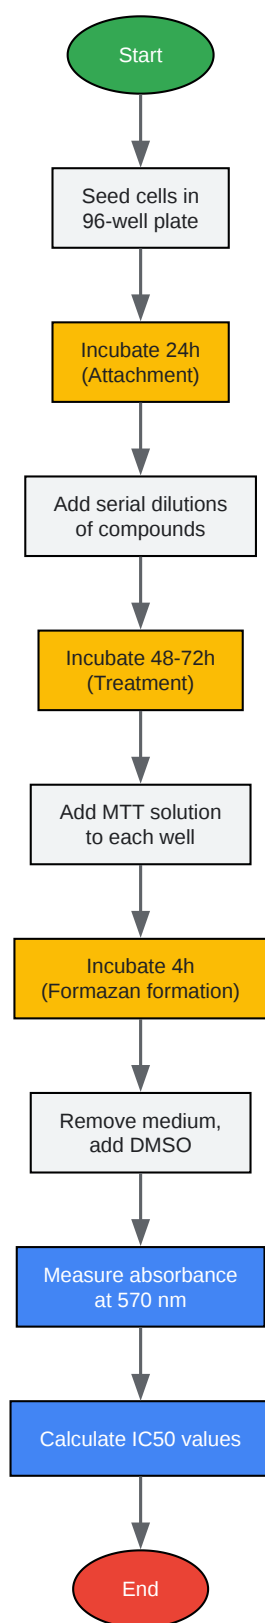 Start
Seed cells in
96-well plate
Incubate 24h
(Attachment)
Add serial dilutions
of compounds
Incubate 48-72h
(Treatment)
Add MTT solution
to each well
Incubate 4h
(Formazan formation)
Remove medium,
add DMSO
Measure absorbance
at 570 nm
Calculate IC50 values
End